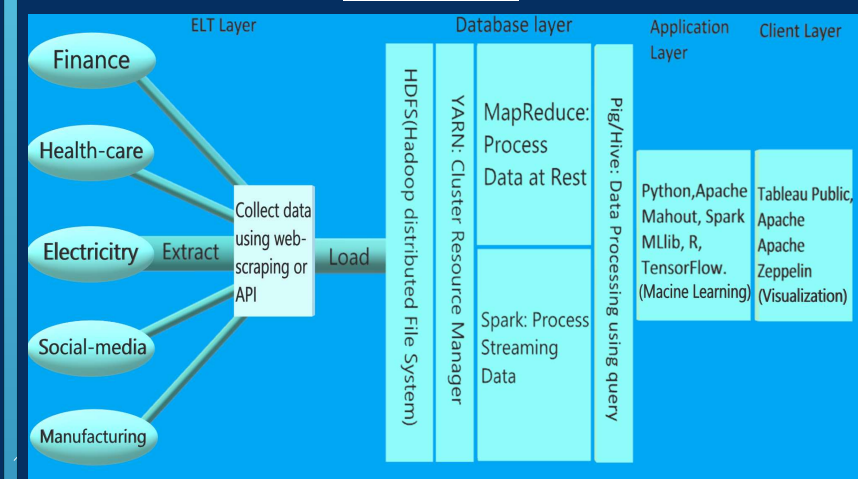 ELT Layer
Database layer
Application
Layer
Client Layer
Finance
Health-care
Electricitry
Social-media
Manufacturing
Extract
Collect data
using web-
scraping or
API
Load
HDFS(Hadoop distributed File System)
YARN: Cluster Resource Manager
MapReduce:
Process
Data at Rest
Spark: Process
Streaming
Data
Pig/Hive: Data Processing using query
Python,Apache
Mahout, Spark
MLlib, R,
TensorFlow.
(Macine Learning)
Tableau Public,
Apache
Apache
Zeppelin
(Visualization)